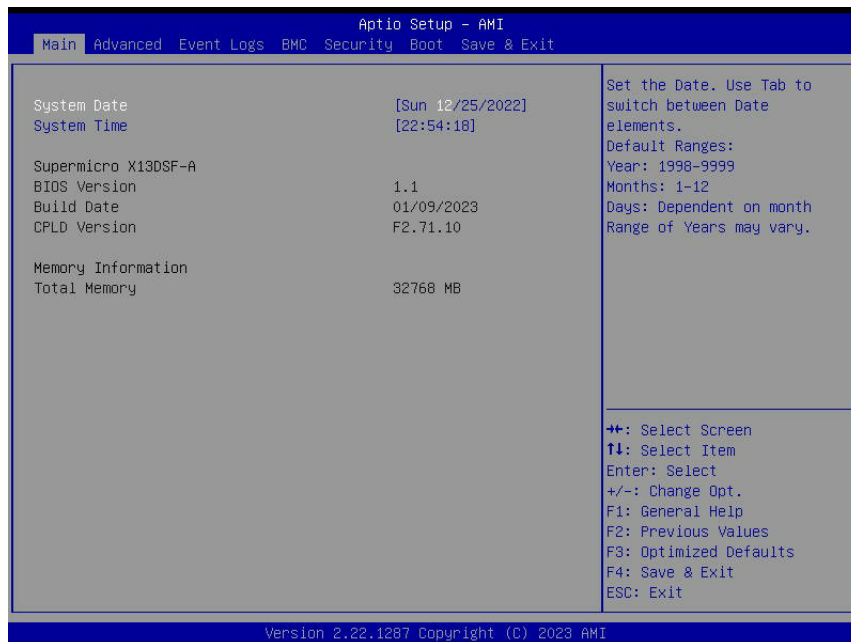 Aptio Setup – AMI
Main Advanced Event Logs BMC Security Boot Save & Exit
System Date [Sun 12/25/2022]
System Time [22:54:18]
Supermicro X13DSF-A
BIOS Version 1.1
Build Date 01/09/2023
CPLD Version F2.71.10
Memory Information
Total Memory 32768 MB
Set the Date. Use Tab to
switch between Date
elements.
Default Ranges:
Year: 1998-9999
Months: 1-12
Days: Dependent on month
Range of Years may vary.
→←: Select Screen
↑↓: Select Item
Enter: Select
+/-: Change Opt.
F1: General Help
F2: Previous Values
F3: Optimized Defaults
F4: Save & Exit
ESC: Exit
Version 2.22.1287 Copyright (C) 2023 AMI